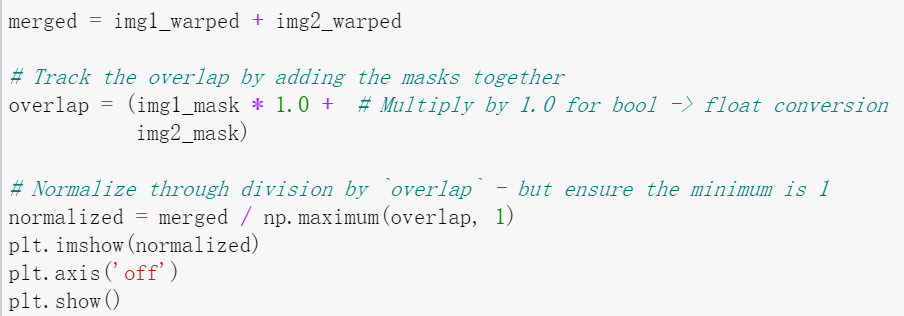 merged = img1_warped + img2_warped
# Track the overlap by adding the masks together
overlap = (img1_mask * 1.0 +  # Multiply by 1.0 for bool -> float conversion
           img2_mask)
# Normalize through division by `overlap` - but ensure the minimum is 1
normalized = merged / np.maximum(overlap, 1)
plt.imshow(normalized)
plt.axis('off')
plt.show()